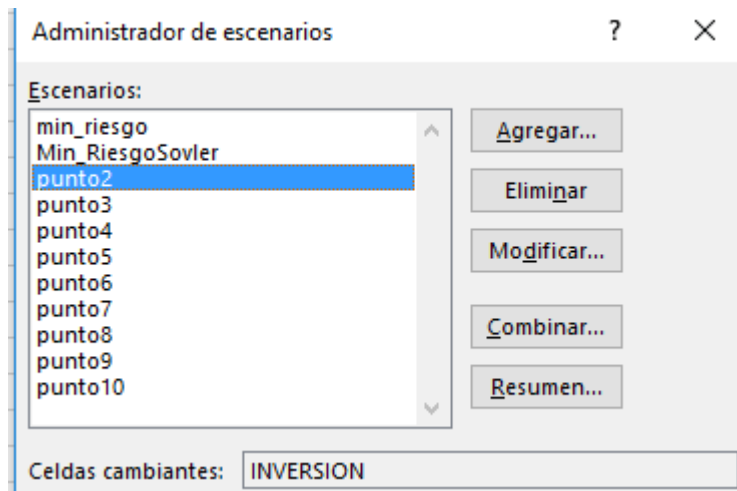 Administrador de escenarios ? ×
Escenarios:
min_riesgo
Min_RiesgoSovler
punto2
punto3
punto4
punto5
punto6
punto7
punto8
punto9
punto10
Agregar...
Eliminar
Modificar...
Combinar...
Resumen...
Celdas cambiantes: INVERSION